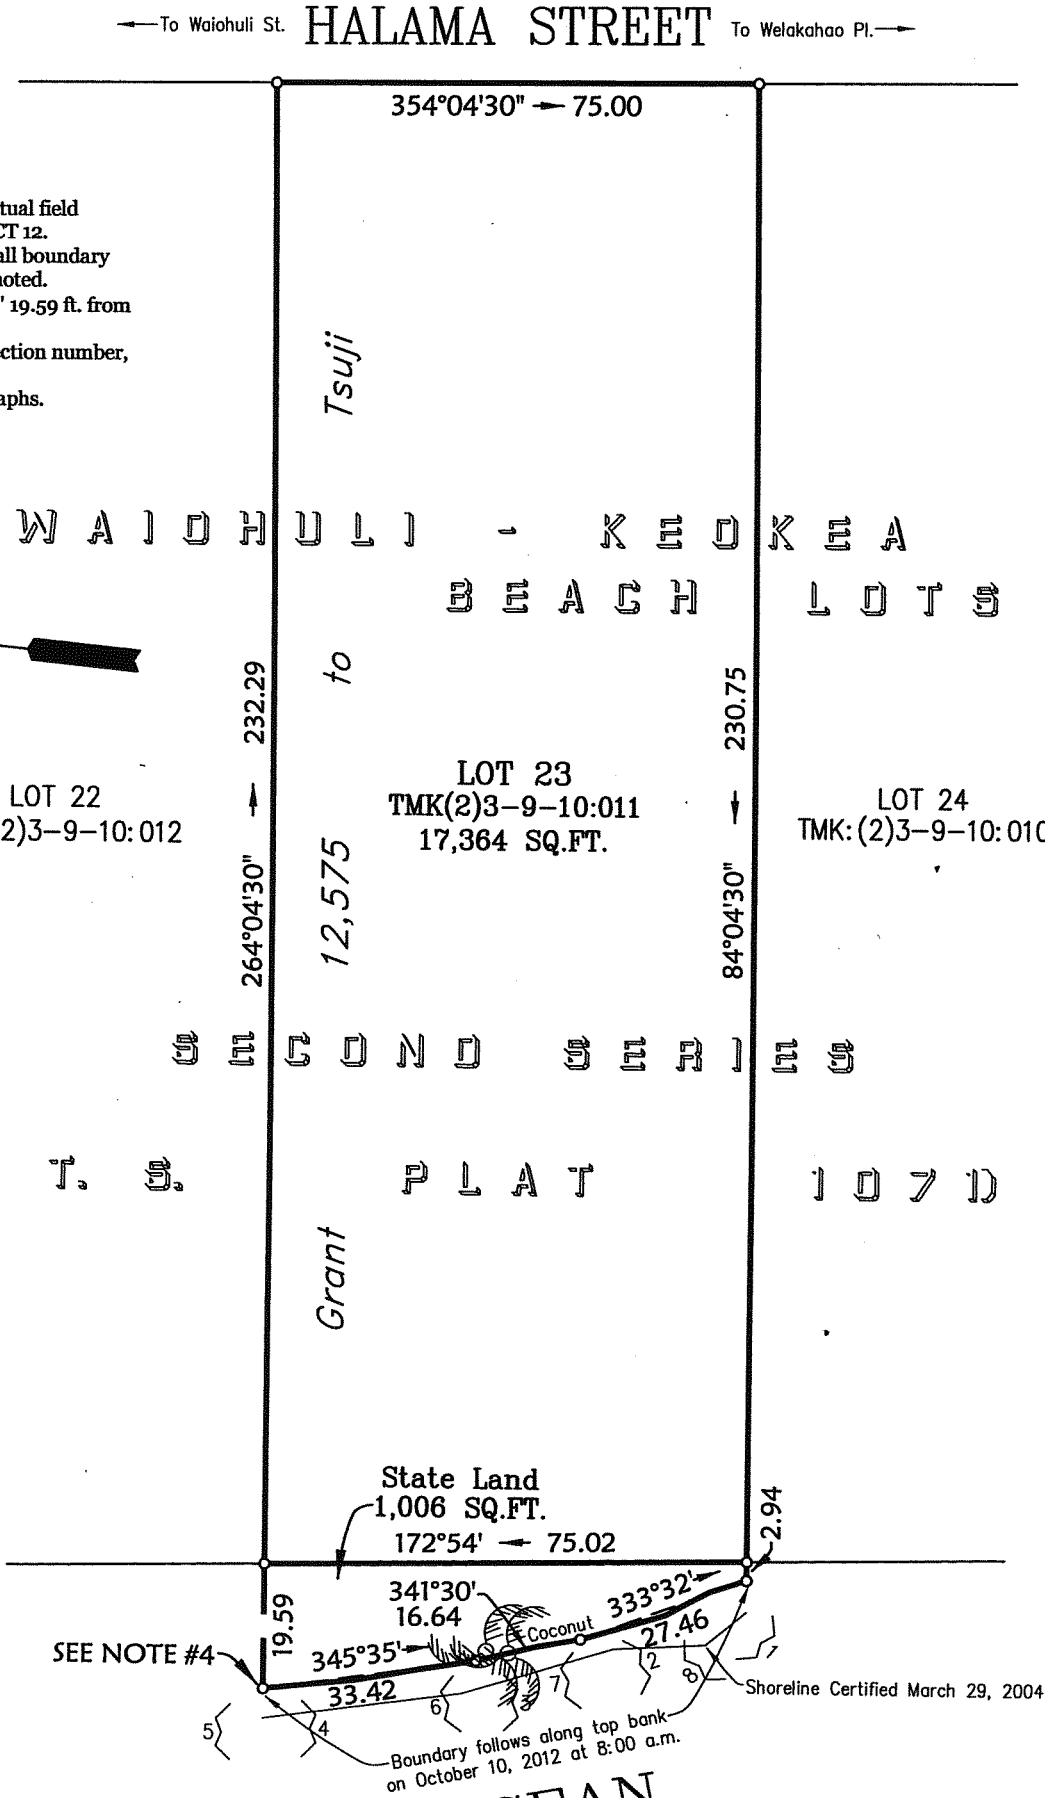 ←To Waiohuli St. HALAMA STREET To Welakahao Pl.→
354°04'30" → 75.00
tual field
CT 12.
all boundary
noted.
' 19.59 ft. from
ction number,
aphs.
Tsuji
WAIOHULI - KEOKEA
BEACH LOTS
to
232.29
230.75
LOT 22
2)3-9-10:012
LOT 23
TMK(2)3-9-10:011
17,364 SQ.FT.
LOT 24
TMK:(2)3-9-10:010
264°04'30"
12,575
84°04'30"
SECOND SERIES
T. S. PLAT 1071)
Grant
State Land
1,006 SQ.FT.
172°54' ← 75.02
2.94
19.59
341°30'
16.64
Coconut
333°32'
27.46
SEE NOTE #4
345°35'
33.42
5
4
6
7
2
8
1
Shoreline Certified March 29, 2004
Boundary follows along top bank
on October 10, 2012 at 8:00 a.m.